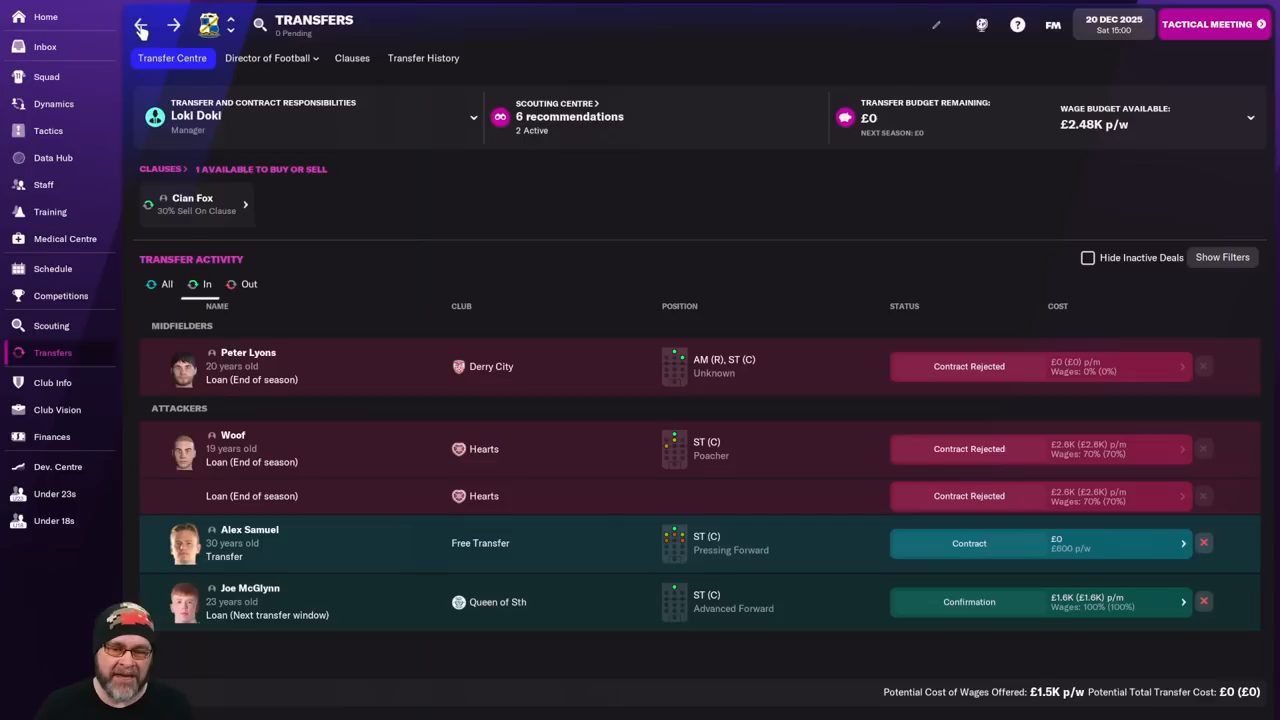 Home
Inbox
Squad
Dynamics
Tactics
Data Hub
Staff
Training
Medical Centre
Schedule
Competitions
Scouting
Transfers
Club Info
Club Vision
Finances
Dev. Centre
Under 23s
Under 18s
TRANSFERS
0 Pending
?
FM
20 DEC 2025
Sat 15:00
TACTICAL MEETING
Transfer Centre
Director of Football
Clauses
Transfer History
TRANSFER AND CONTRACT RESPONSIBILITIES
Loki Doki
Manager
SCOUTING CENTRE >
6 recommendations
2 Active
TRANSFER BUDGET REMAINING:
£0
NEXT SEASON: £0
WAGE BUDGET AVAILABLE:
£2.48K p/w
CLAUSES > 1 AVAILABLE TO BUY OR SELL
Cian Fox
30% Sell On Clause
TRANSFER ACTIVITY
Hide Inactive Deals
Show Filters
All In Out
NAME CLUB POSITION STATUS COST
MIDFIELDERS
Peter Lyons
20 years old
Loan (End of season)
Derry City
AM (R), ST (C)
Unknown
Contract Rejected
£0 (£0) p/m
Wages: 0% (0%)
ATTACKERS
Woof
19 years old
Loan (End of season)
Hearts
ST (C)
Poacher
Contract Rejected
£2.6K (£2.6K) p/m
Wages: 70% (70%)
Loan (End of season)
Hearts
Contract Rejected
£2.6K (£2.6K) p/m
Wages: 70% (70%)
Alex Samuel
30 years old
Transfer
Free Transfer
ST (C)
Pressing Forward
Contract
£0
£600 p/w
Joe McGlynn
23 years old
Loan (Next transfer window)
Queen of Sth
ST (C)
Advanced Forward
Confirmation
£1.6K (£1.6K) p/m
Wages: 100% (100%)
Potential Cost of Wages Offered: £1.5K p/w Potential Total Transfer Cost: £0 (£0)